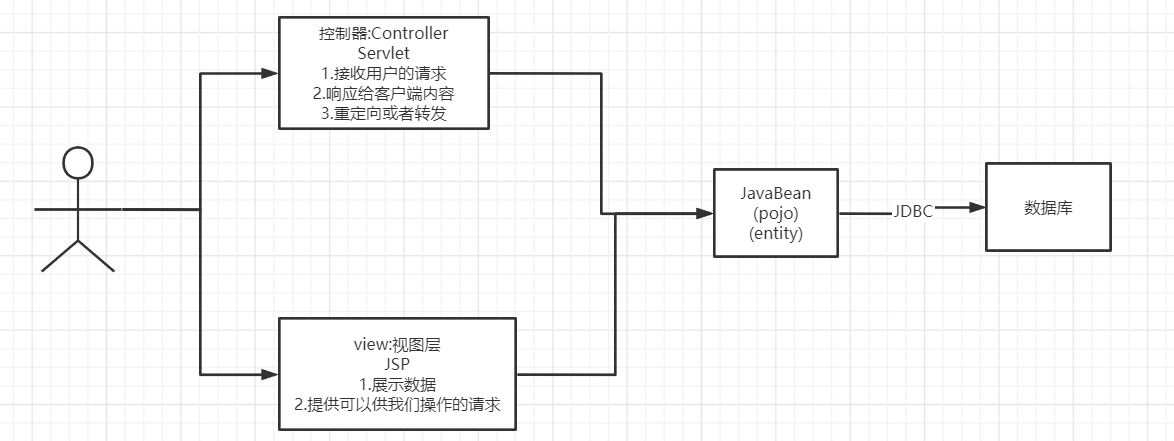 控制器:Controller
Servlet
1.接收用户的请求
2.响应给客户端内容
3.重定向或者转发
JavaBean
(pojo)
(entity)
JDBC
数据库
view:视图层
JSP
1.展示数据
2.提供可以供我们操作的请求